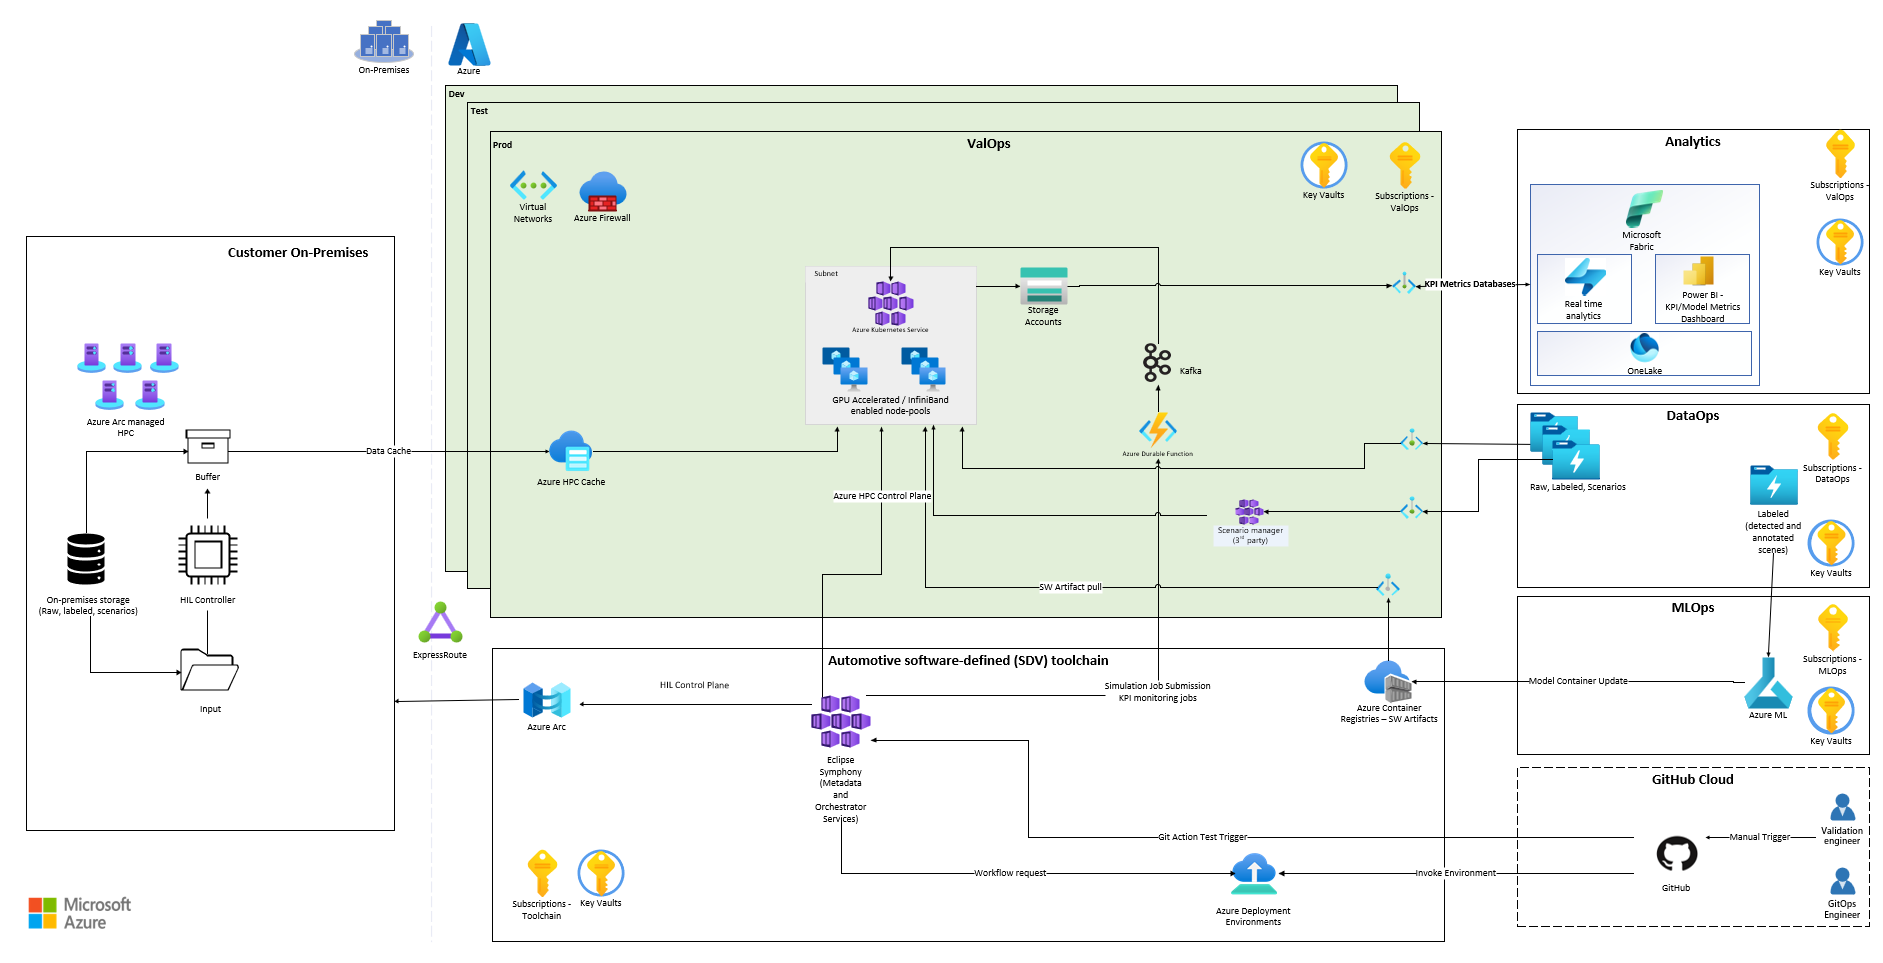 On-Premises
Azure
Dev
Test
Prod
ValOps
Virtual
Networks
Azure Firewall
Key Vaults
Subscriptions -
ValOps
Subnet
Azure Kubernetes Service
GPU Accelerated / InfiniBand
enabled node-pools
Storage
Accounts
Kafka
Azure Durable Function
KPI Metrics Databases
Customer On-Premises
Azure Arc managed
HPC
Buffer
Data Cache
On-premises storage
(Raw, labeled, scenarios)
HIL Controller
Input
Azure HPC Cache
Azure HPC Control Plane
Scenario manager
(3rd party)
SW Artifact pull
ExpressRoute
Analytics
Subscriptions -
ValOps
Microsoft
Fabric
Key Vaults
Real time
analytics
Power BI -
KPI/Model Metrics
Dashboard
OneLake
DataOps
Raw, Labeled, Scenarios
Subscriptions -
DataOps
Labeled
(detected and
annotated
scenes)
Key Vaults
MLOps
Subscriptions -
MLOps
Azure ML
Key Vaults
Model Container Update
Automotive software-defined (SDV) toolchain
HIL Control Plane
Azure Arc
Simulation Job Submission
KPI monitoring jobs
Azure Container
Registries – SW Artifacts
Eclipse
Symphony
(Metadata
and
Orchestrator
Services)
Git Action Test Trigger
Workflow request
Invoke Environment
Azure Deployment
Environments
Subscriptions -
Toolchain
Key Vaults
GitHub Cloud
GitHub
Manual Trigger
Validation
engineer
GitOps
Engineer
Microsoft
Azure